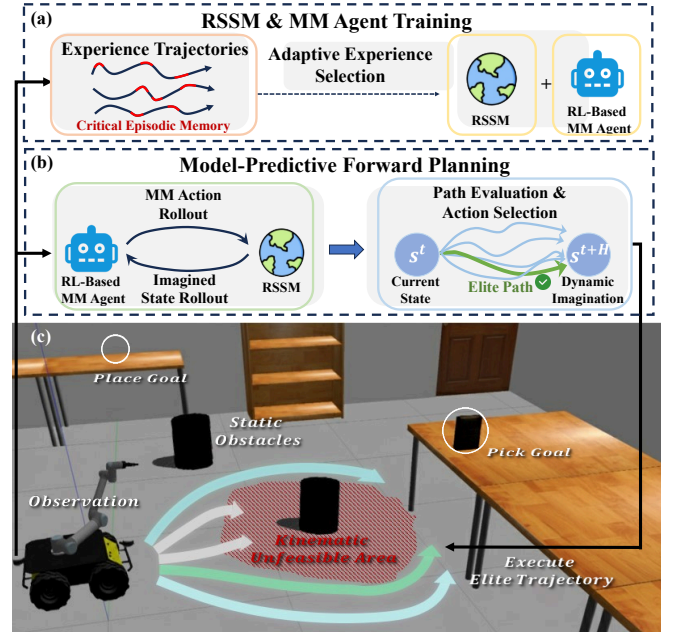 (a)
RSSM & MM Agent Training
Experience Trajectories
Critical Episodic Memory
Adaptive Experience
Selection
RSSM
+
RL-Based
MM Agent
(b)
Model-Predictive Forward Planning
MM Action
Rollout
RL-Based
MM Agent
Imagined
State Rollout
RSSM
Path Evaluation &
Action Selection
s^t
s^{t+H}
Current
State
Elite Path
Dynamic
Imagination
(c)
Place Goal
Static
Obstacles
Pick Goal
Observation
Kinematic
Unfeasible Area
Execute
Elite Trajectory